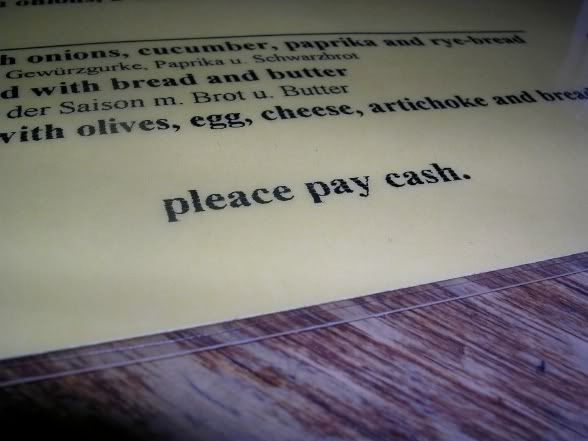 h onions, cucumber, paprika and rye-bread
Gewürzgurke, Paprika u. Schwarzbrot
d with bread and butter
der Saison m. Brot u. Butter
with olives, egg, cheese, artichoke and bread
pleace pay cash.